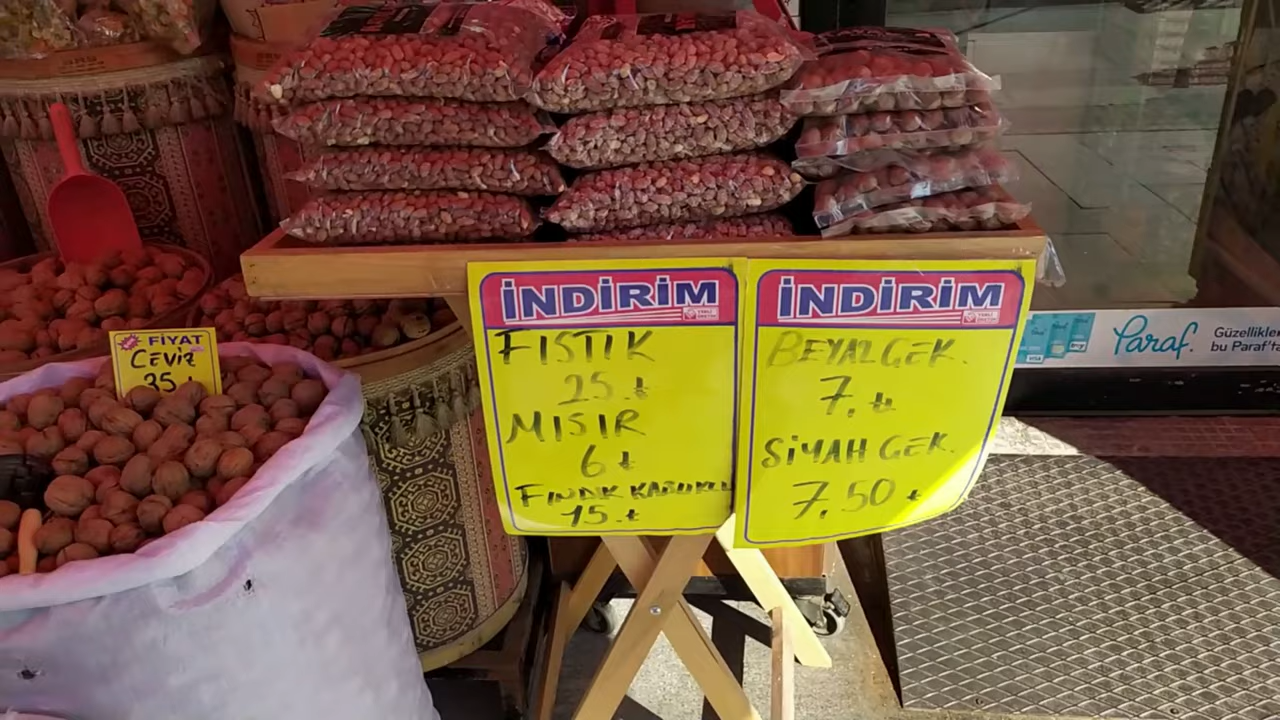 FİYAT
CEVİZ
35 ₺
İNDİRİM
FISTIK
25 ₺
MISIR
6 ₺
FINDIK KABUKLU
15 ₺
İNDİRİM
BEYAZ ÇEK.
7. ₺
SİYAH ÇEK.
7,50 ₺
Paraf.
Güzellikler
bu Paraf'ta